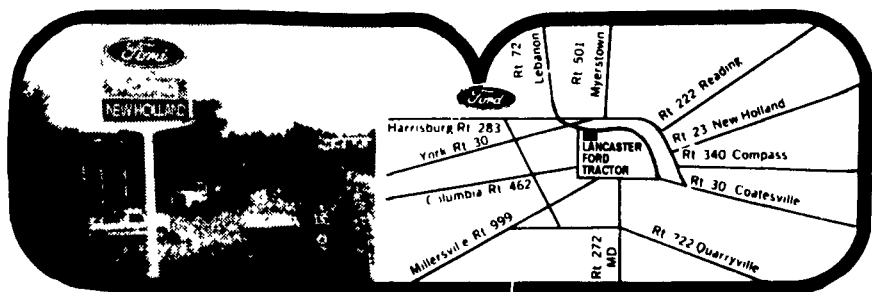 Ford
NEW HOLLAND
Ford
Rt 72
Lebanon
Rt 501
Myerstown
Rt 222 Reading
Rt 23 New Holland
Rt 340 Compass
Rt 30 Coatesville
Harrisburg Rt 283
York Rt 30
Columbia Rt 462
Millersville Rt 999
LANCASTER
FORD
TRACTOR
Rt 272
MD
Rt 222 Quarryville